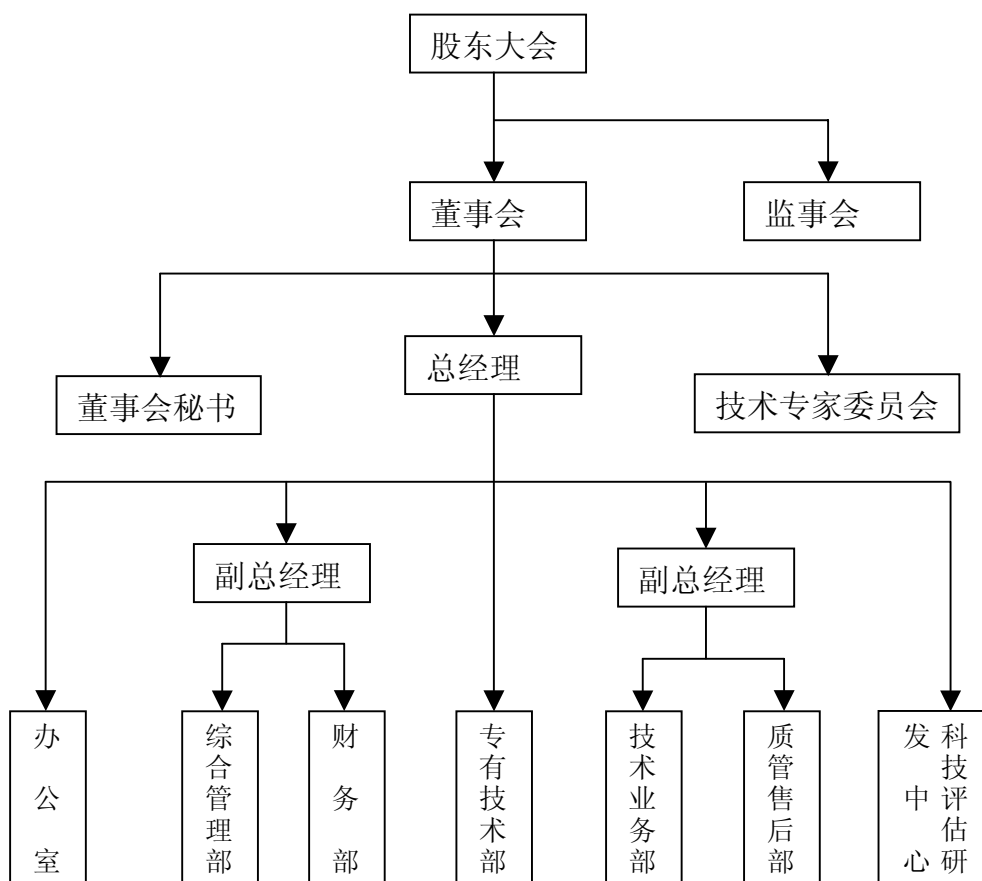 股东大会
董事会
监事会
总经理
董事会秘书
技术专家委员会
副总经理
副总经理
办公室
综合管理部
财务部
专有技术部
技术业务部
质管售后部
科技评估研
发中心